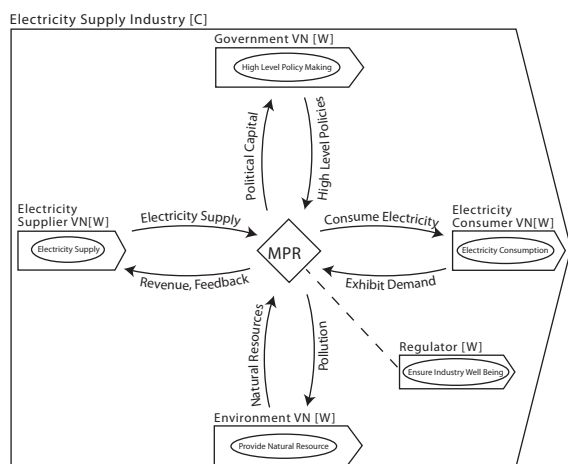 Electricity Supply Industry [C]
Government VN [W]
High Level Policy Making
Political Capital
High Level Policies
Electricity
Supplier VN[W]
Electricity Supply
Electricity Supply
Revenue, Feedback
MPR
Consume Electricity
Exhibit Demand
Electricity
Consumer VN[W]
Electricity Consumption
Natural Resources
Pollution
Regulator [W]
Ensure Industry Well Being
Environment VN [W]
Provide Natural Resource